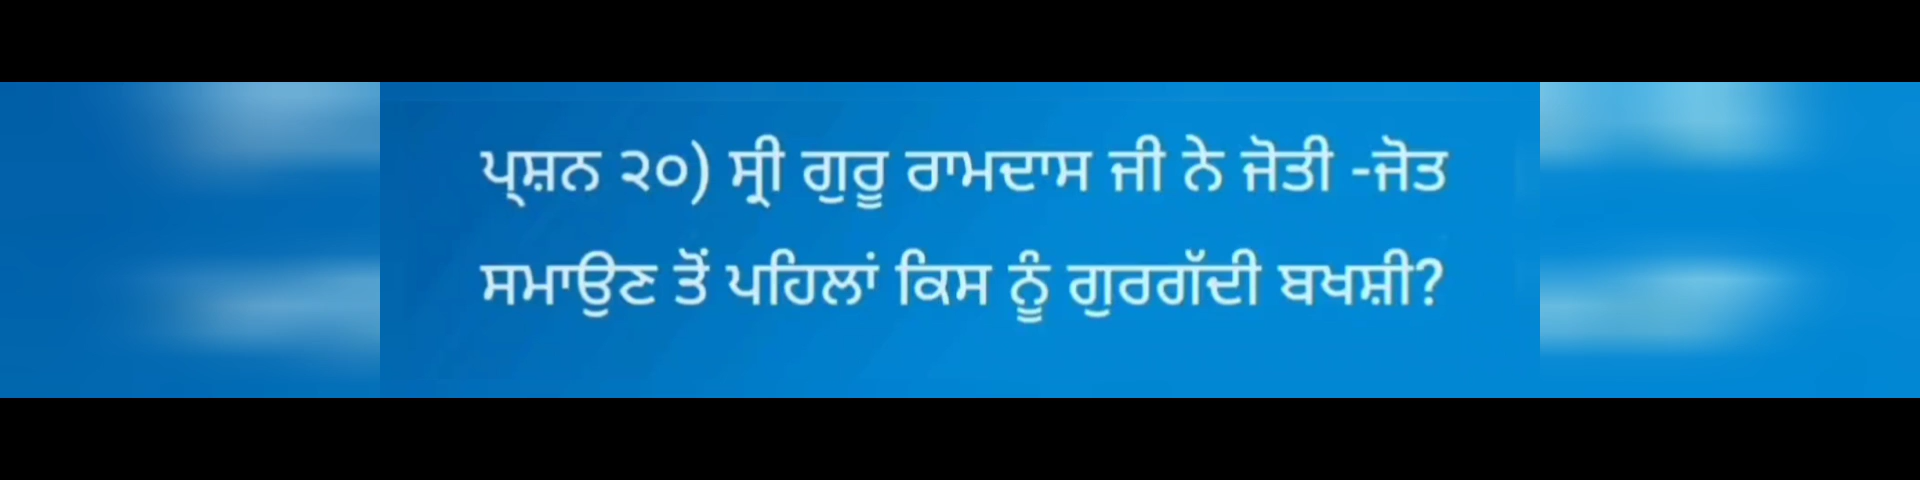 ਪ੍ਰਸ਼ਨ ੨੦) ਸ੍ਰੀ ਗੁਰੂ ਰਾਮਦਾਸ ਜੀ ਨੇ ਜੋਤੀ -ਜੋਤ
ਸਮਾਉਣ ਤੋਂ ਪਹਿਲਾਂ ਕਿਸ ਨੂੰ ਗੁਰਗੱਦੀ ਬਖਸ਼ੀ?